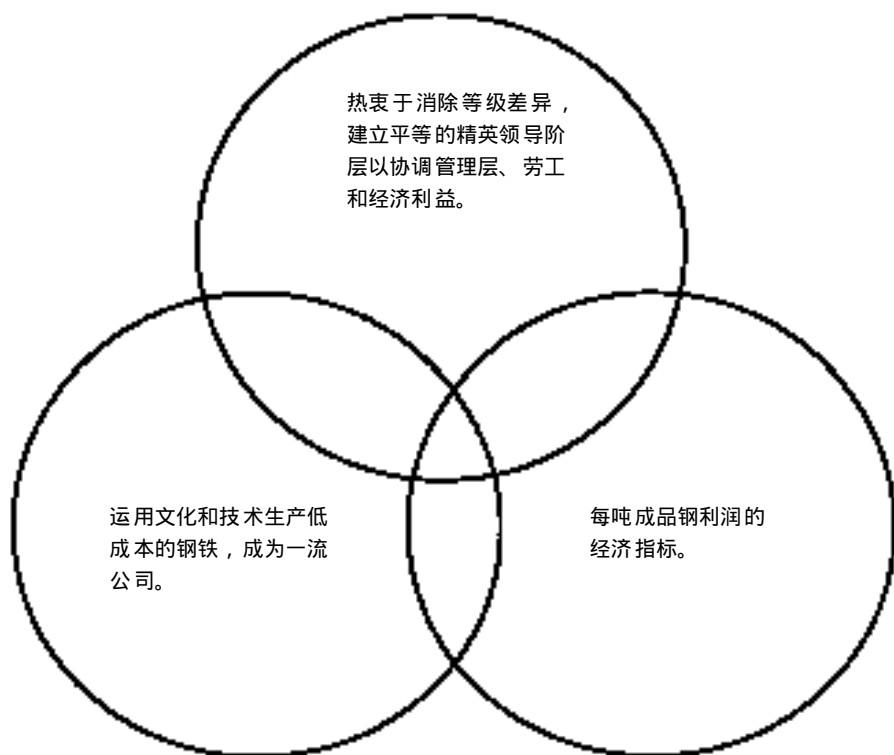 热衷于消除等级差异，
建立平等的精英领导阶
层以协调管理层、劳工
和经济利益。
运用文化和技术生产低
成本的钢铁，成为一流
公司。
每吨成品钢利润的
经济指标。